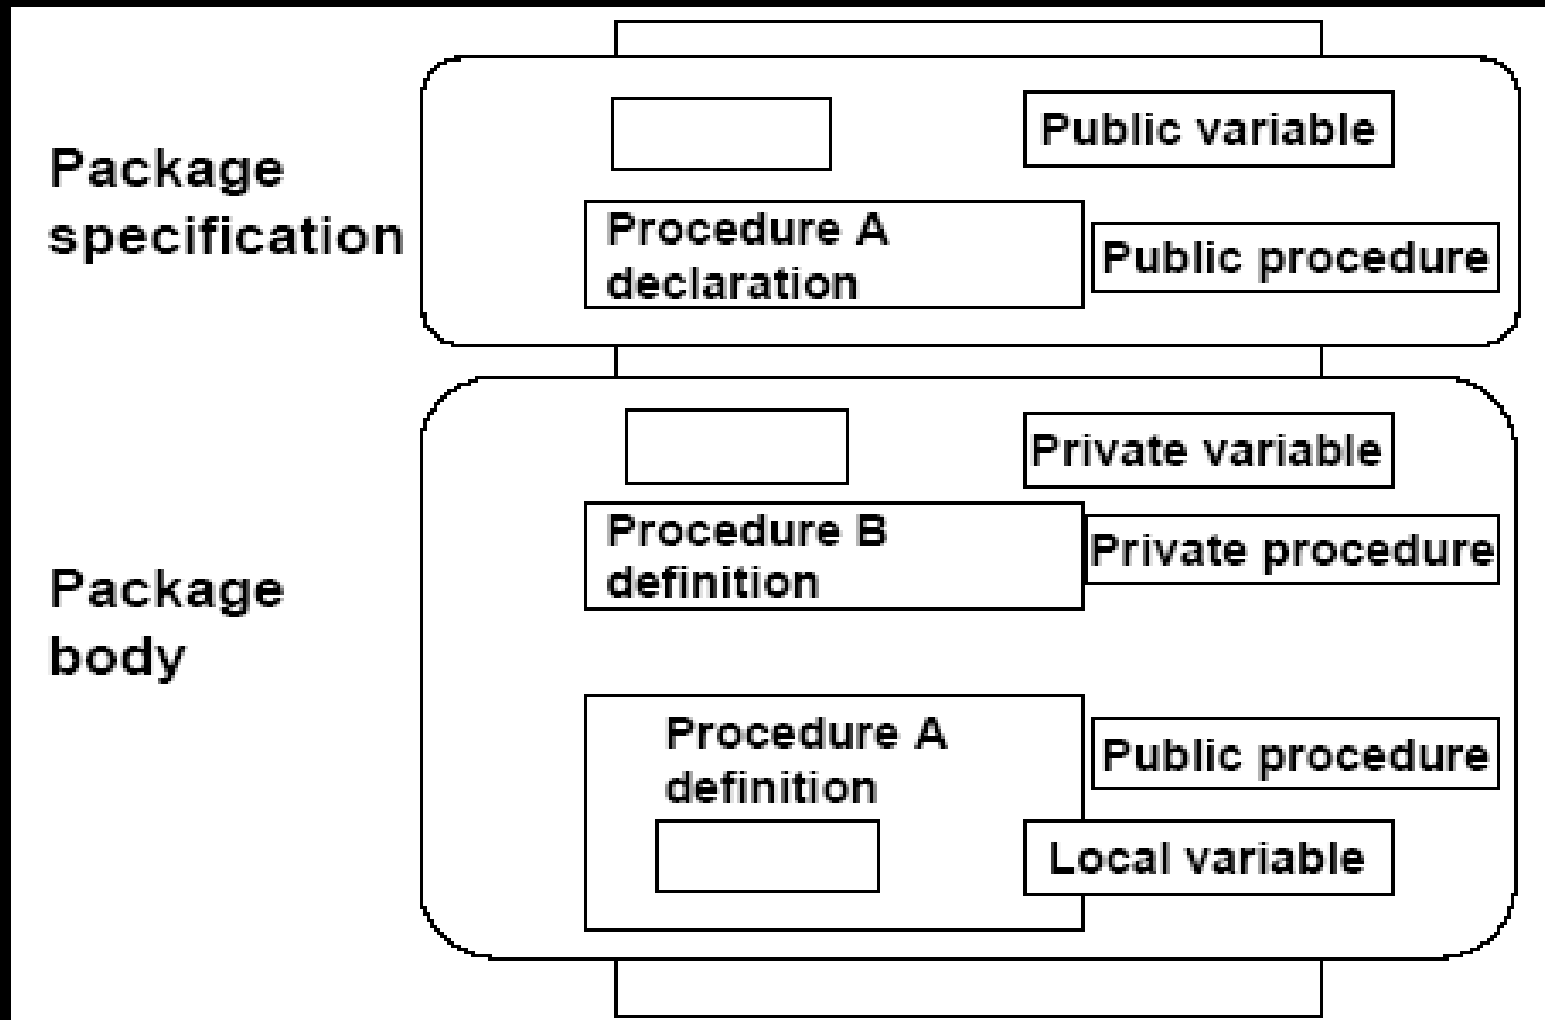 Package
specification
Public variable
Procedure A
declaration
Public procedure
Package
body
Private variable
Procedure B
definition
Private procedure
Procedure A
definition
Public procedure
Local variable